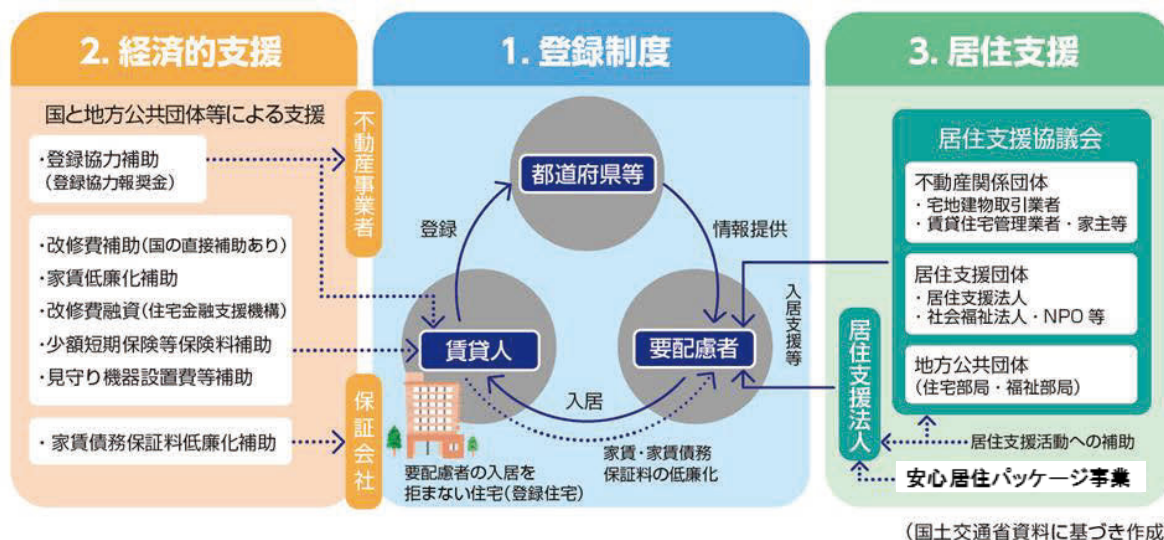 2. 経済的支援
国と地方公共団体等による支援
・登録協力補助
(登録協力報奨金)
・改修費補助(国の直接補助あり)
・家賃低廉化補助
・改修費融資(住宅金融支援機構)
・少額短期保険等保険料補助
・見守り機器設置費等補助
・家賃債務保証料低廉化補助
不動産事業者
保証会社
1. 登録制度
都道府県等
登録
情報提供
賃貸人
要配慮者
入居支援等
入居
家賃・家賃債務
保証料の低廉化
要配慮者の入居を
拒まない住宅(登録住宅)
3. 居住支援
居住支援協議会
不動産関係団体
・宅地建物取引業者
・賃貸住宅管理業者・家主等
居住支援団体
・居住支援法人
・社会福祉法人・NPO 等
地方公共団体
(住宅部局・福祉部局)
居住支援法人
居住支援活動への補助
安心居住パッケージ事業
(国土交通省資料に基づき作成